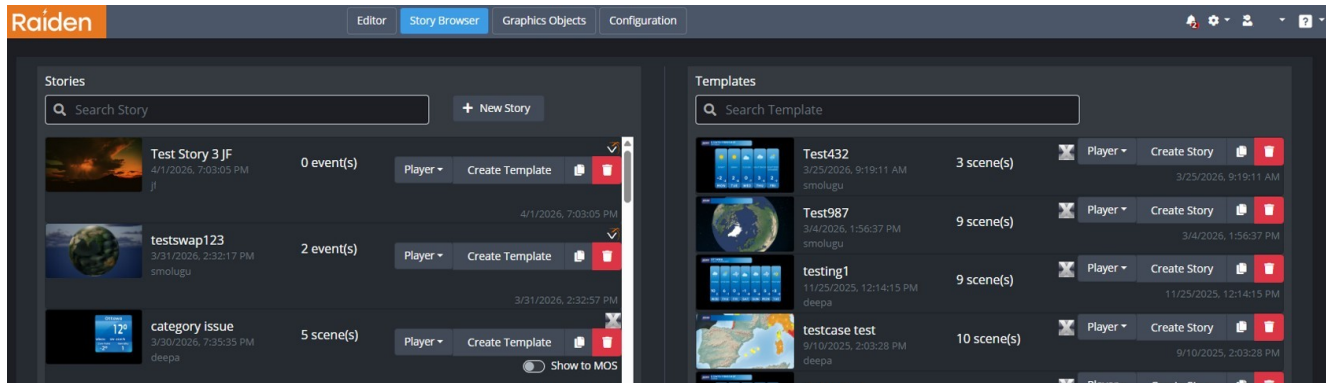 Raiden
Editor Story Browser Graphics Objects Configuration
Stories
Search Story
+ New Story
Test Story 3 JF
4/1/2026, 7:03:05 PM
jf
0 event(s)
Player
Create Template
4/1/2026, 7:03:05 PM
testswap123
3/31/2026, 2:32:17 PM
smolugu
2 event(s)
Player
Create Template
3/31/2026, 2:32:57 PM
12°
category issue
3/30/2026, 7:35:35 PM
deepa
5 scene(s)
Player
Create Template
Show to MOS
Templates
Search Template
Test432
3/25/2026, 9:19:11 AM
smolugu
3 scene(s)
Player
Create Story
3/25/2026, 9:19:11 AM
Test987
3/4/2026, 1:56:37 PM
smolugu
9 scene(s)
Player
Create Story
3/4/2026, 1:56:37 PM
testing1
11/25/2025, 12:14:15 PM
deepa
9 scene(s)
Player
Create Story
11/25/2025, 12:14:15 PM
testcase test
9/10/2025, 2:03:28 PM
deepa
10 scene(s)
Player
Create Story
9/10/2025, 2:03:28 PM